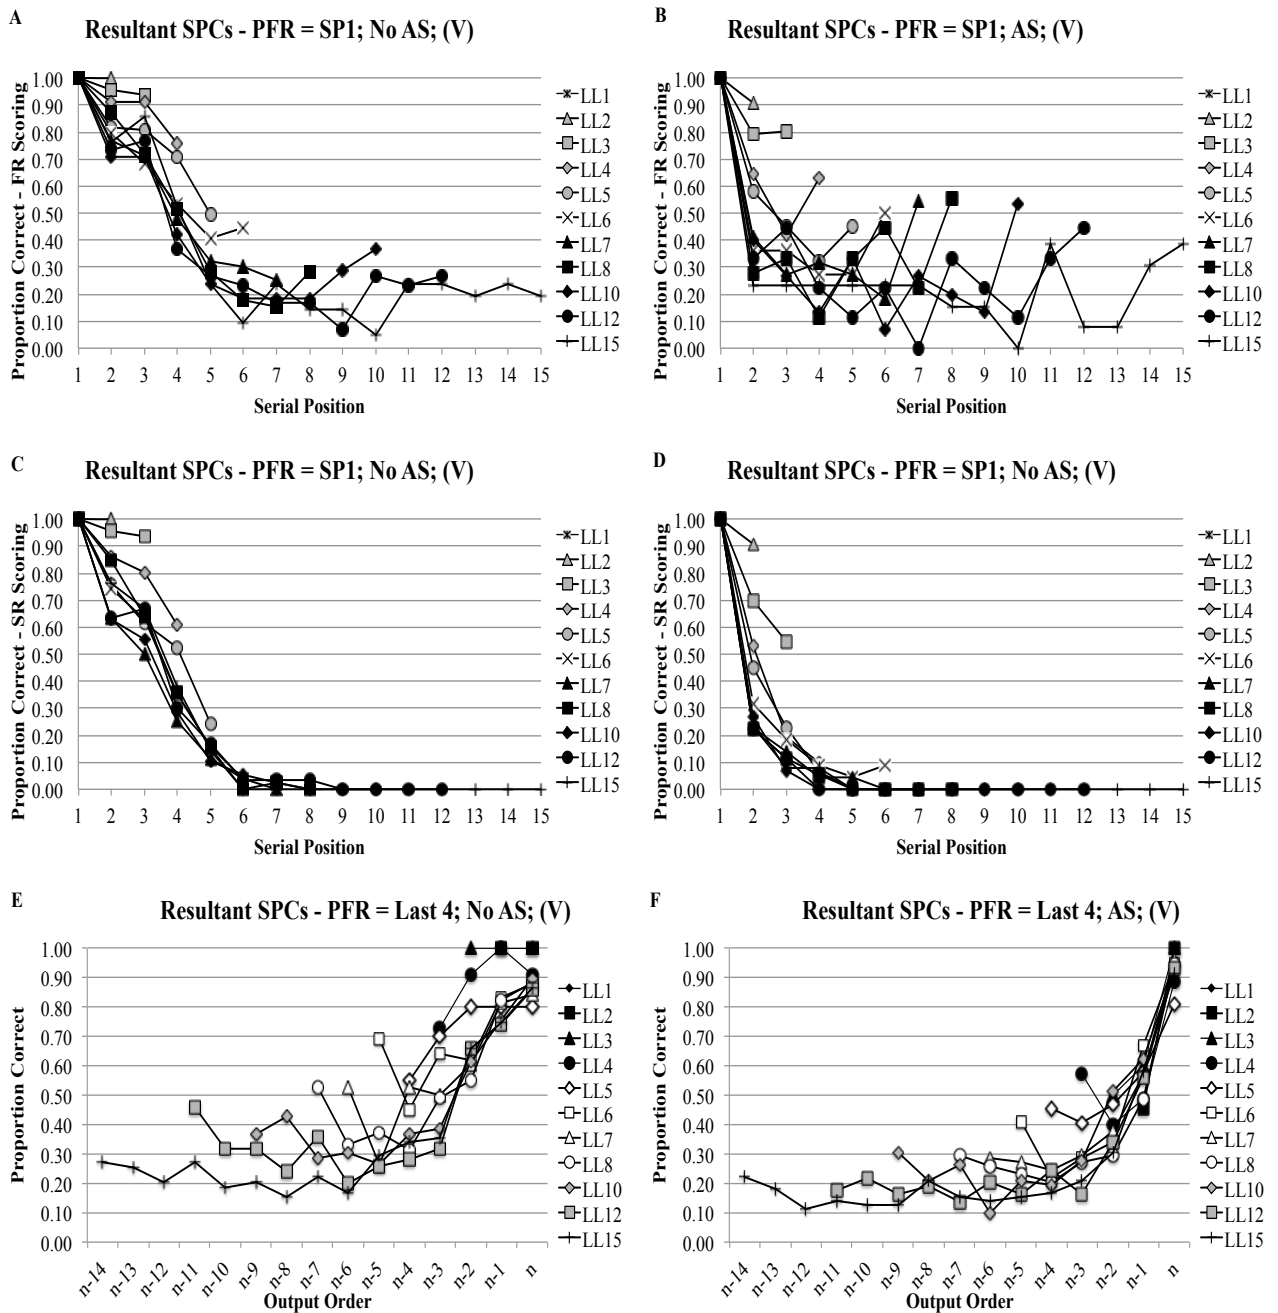 A
Resultant SPCs - PFR = SP1; No AS; (V)
Proportion Correct - FR Scoring
1.00
0.90
0.80
0.70
0.60
0.50
0.40
0.30
0.20
0.10
0.00
1 2 3 4 5 6 7 8 9 10 11 12 13 14 15
Serial Position
LL1
LL2
LL3
LL4
LL5
LL6
LL7
LL8
LL10
LL12
LL15
B
Resultant SPCs - PFR = SP1; AS; (V)
Proportion Correct - FR Scoring
1.00
0.90
0.80
0.70
0.60
0.50
0.40
0.30
0.20
0.10
0.00
1 2 3 4 5 6 7 8 9 10 11 12 13 14 15
Serial Position
LL1
LL2
LL3
LL4
LL5
LL6
LL7
LL8
LL10
LL12
LL15
C
Resultant SPCs - PFR = SP1; No AS; (V)
Proportion Correct - SR Scoring
1.00
0.90
0.80
0.70
0.60
0.50
0.40
0.30
0.20
0.10
0.00
1 2 3 4 5 6 7 8 9 10 11 12 13 14 15
Serial Position
LL1
LL2
LL3
LL4
LL5
LL6
LL7
LL8
LL10
LL12
LL15
D
Resultant SPCs - PFR = SP1; No AS; (V)
Proportion Correct - SR Scoring
1.00
0.90
0.80
0.70
0.60
0.50
0.40
0.30
0.20
0.10
0.00
1 2 3 4 5 6 7 8 9 10 11 12 13 14 15
Serial Position
LL1
LL2
LL3
LL4
LL5
LL6
LL7
LL8
LL10
LL12
LL15
E
Resultant SPCs - PFR = Last 4; No AS; (V)
Proportion Correct
1.00
0.90
0.80
0.70
0.60
0.50
0.40
0.30
0.20
0.10
0.00
n-14 n-13 n-12 n-11 n-10 n-9 n-8 n-7 n-6 n-5 n-4 n-3 n-2 n-1 n
Output Order
LL1
LL2
LL3
LL4
LL5
LL6
LL7
LL8
LL10
LL12
LL15
F
Resultant SPCs - PFR = Last 4; AS; (V)
Proportion Correct
1.00
0.90
0.80
0.70
0.60
0.50
0.40
0.30
0.20
0.10
0.00
n-14 n-13 n-12 n-11 n-10 n-9 n-8 n-7 n-6 n-5 n-4 n-3 n-2 n-1 n
Output Order
LL1
LL2
LL3
LL4
LL5
LL6
LL7
LL8
LL10
LL12
LL15